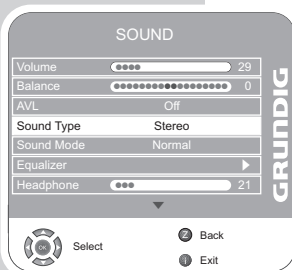 SOUND
Volume 29
Balance 0
AVL Off
Sound Type Stereo
Sound Mode Normal
Equalizer
Headphone 21
GRUNDIG
OK Select
Z Back
i Exit